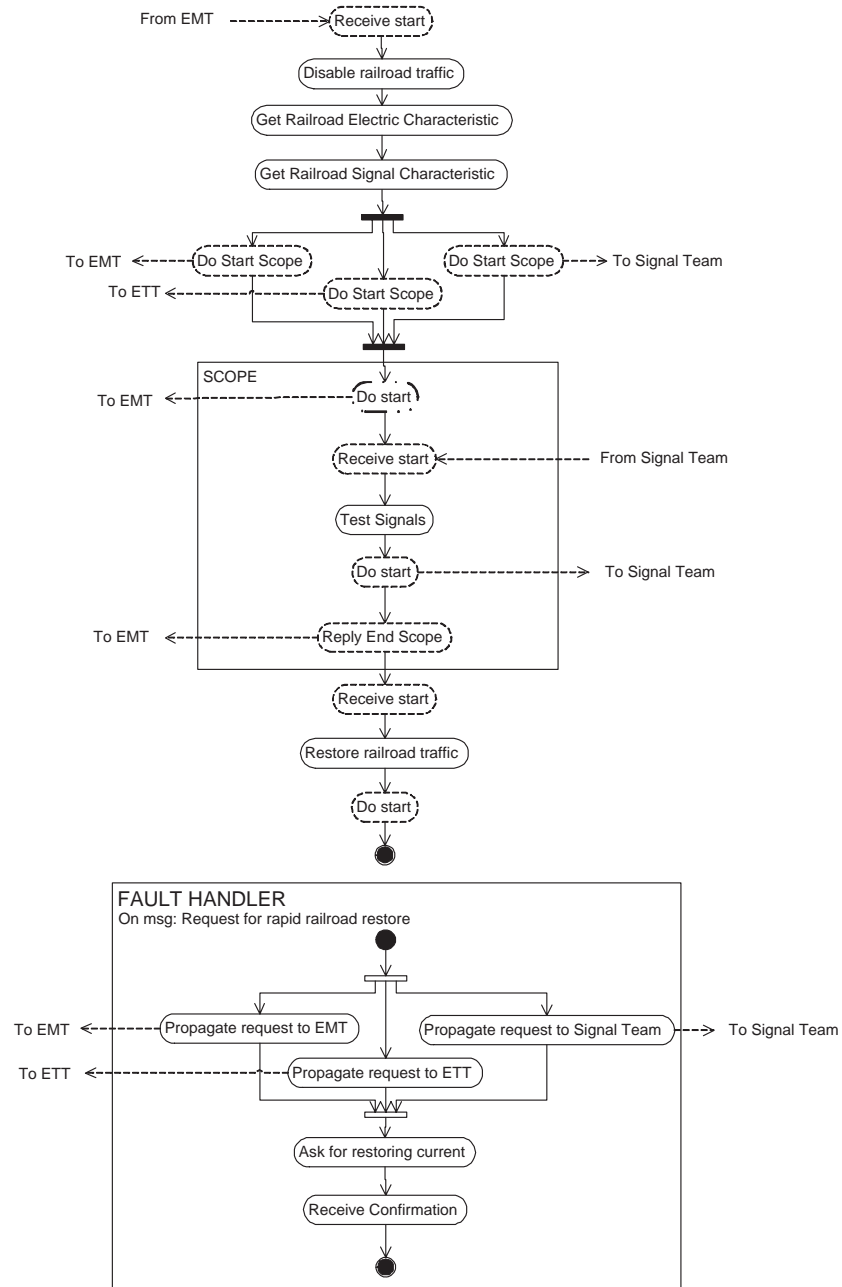 From EMT
Receive start
Disable railroad traffic
Get Railroad Electric Characteristic
Get Railroad Signal Characteristic
To EMT
Do Start Scope
Do Start Scope
To Signal Team
To ETT
Do Start Scope
SCOPE
To EMT
Do start
Receive start
From Signal Team
Test Signals
Do start
To Signal Team
To EMT
Reply End Scope
Receive start
Restore railroad traffic
Do start
FAULT HANDLER
On msg: Request for rapid railroad restore
To EMT
Propagate request to EMT
Propagate request to Signal Team
To Signal Team
To ETT
Propagate request to ETT
Ask for restoring current
Receive Confirmation